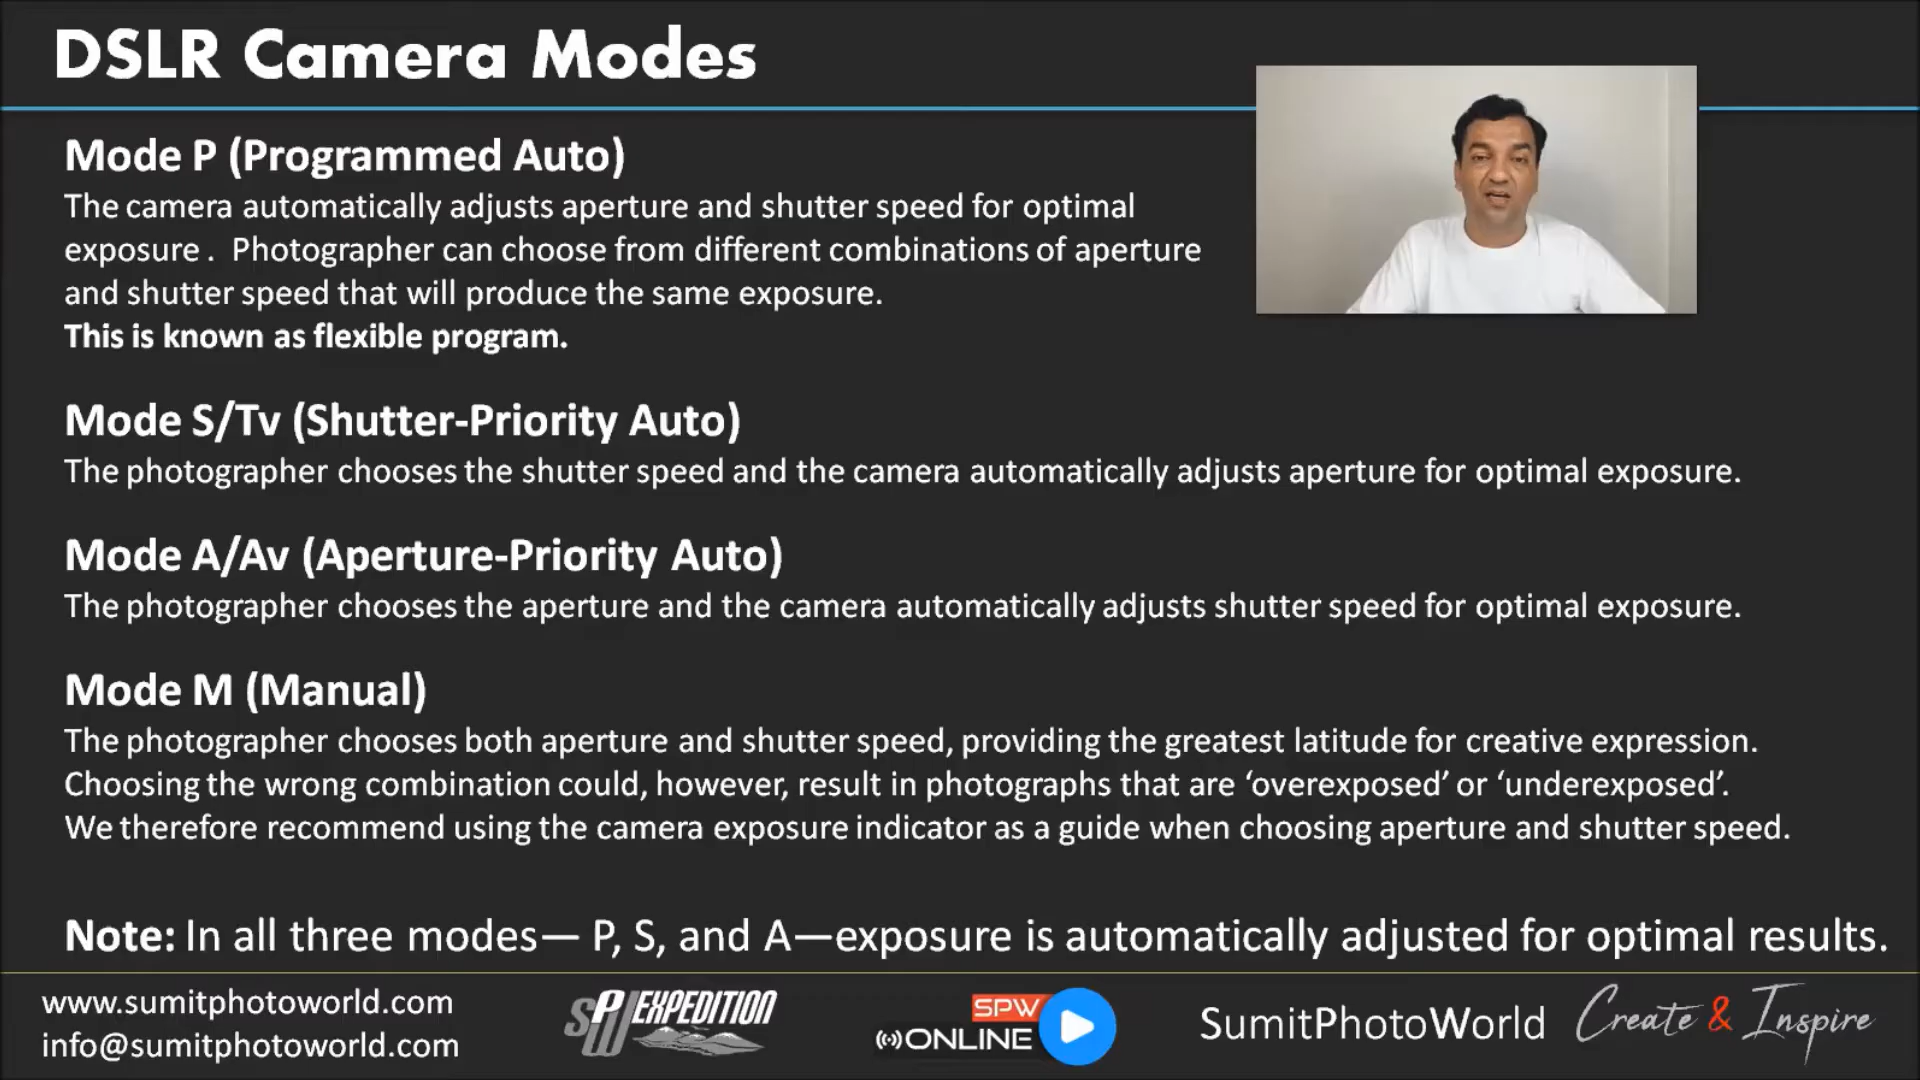 DSLR Camera Modes
Mode P (Programmed Auto)
The camera automatically adjusts aperture and shutter speed for optimal
exposure .  Photographer can choose from different combinations of aperture
and shutter speed that will produce the same exposure.
This is known as flexible program.
Mode S/Tv (Shutter-Priority Auto)
The photographer chooses the shutter speed and the camera automatically adjusts aperture for optimal exposure.
Mode A/Av (Aperture-Priority Auto)
The photographer chooses the aperture and the camera automatically adjusts shutter speed for optimal exposure.
Mode M (Manual)
The photographer chooses both aperture and shutter speed, providing the greatest latitude for creative expression.
Choosing the wrong combination could, however, result in photographs that are ‘overexposed’ or ‘underexposed’.
We therefore recommend using the camera exposure indicator as a guide when choosing aperture and shutter speed.
Note: In all three modes— P, S, and A—exposure is automatically adjusted for optimal results.
www.sumitphotoworld.com
info@sumitphotoworld.com
SPW EXPEDITION
SPW
ONLINE
SumitPhotoWorld
Create & Inspire